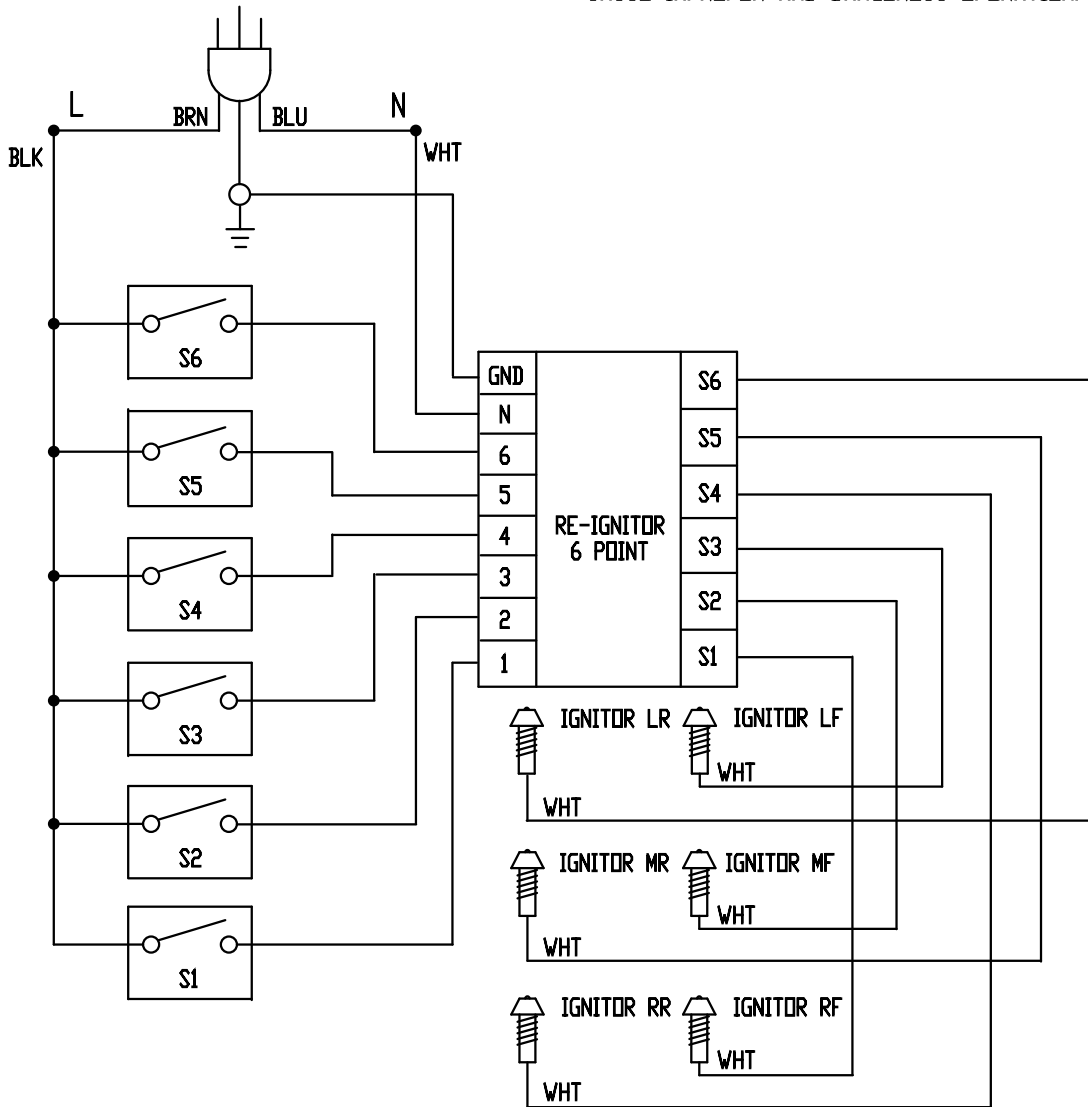 L
BRN
BLU
N
BLK
WHT
S6
S5
S4
S3
S2
S1
GND
N
6
5
4
3
2
1
RE-IGNITOR
6 POINT
S6
S5
S4
S3
S2
S1
IGNITOR LR
IGNITOR LF
WHT
WHT
IGNITOR MR
IGNITOR MF
WHT
WHT
IGNITOR RR
IGNITOR RF
WHT
WHT